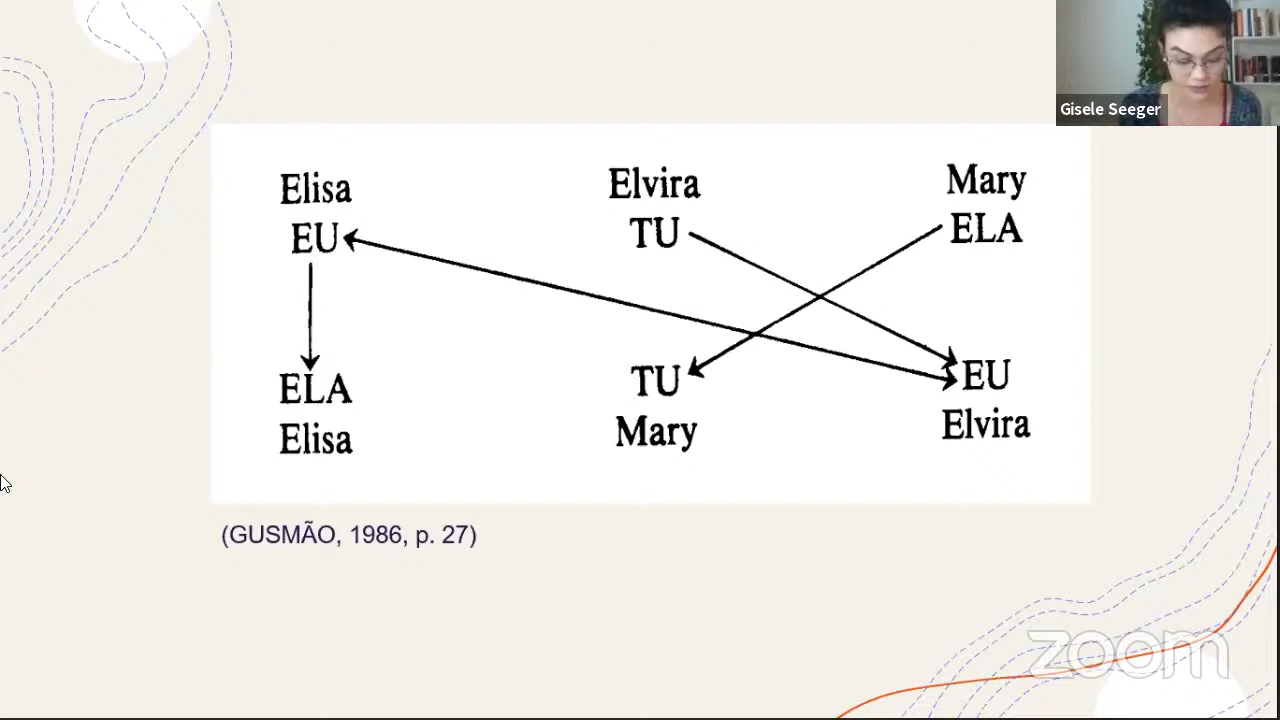 Gisele Seeger
Elisa
EU
Elvira
TU
Mary
ELA
ELA
Elisa
TU
Mary
EU
Elvira
(GUSMÃO, 1986, p. 27)
zoom